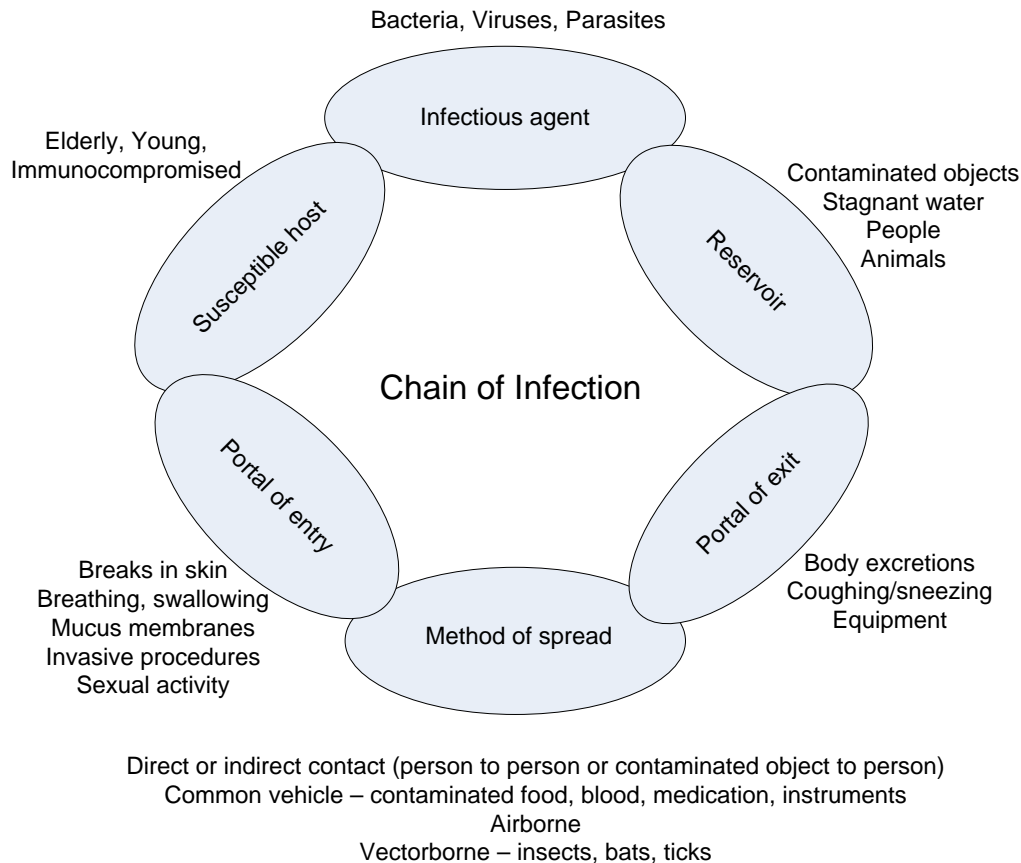 Bacteria, Viruses, Parasites
Infectious agent
Elderly, Young,
Immunocompromised
Susceptible host
Contaminated objects
Stagnant water
People
Animals
Reservoir
Chain of Infection
Portal of entry
Portal of exit
Breaks in skin
Breathing, swallowing
Mucus membranes
Invasive procedures
Sexual activity
Body excretions
Coughing/sneezing
Equipment
Method of spread
Direct or indirect contact (person to person or contaminated object to person)
Common vehicle – contaminated food, blood, medication, instruments
Airborne
Vectorborne – insects, bats, ticks